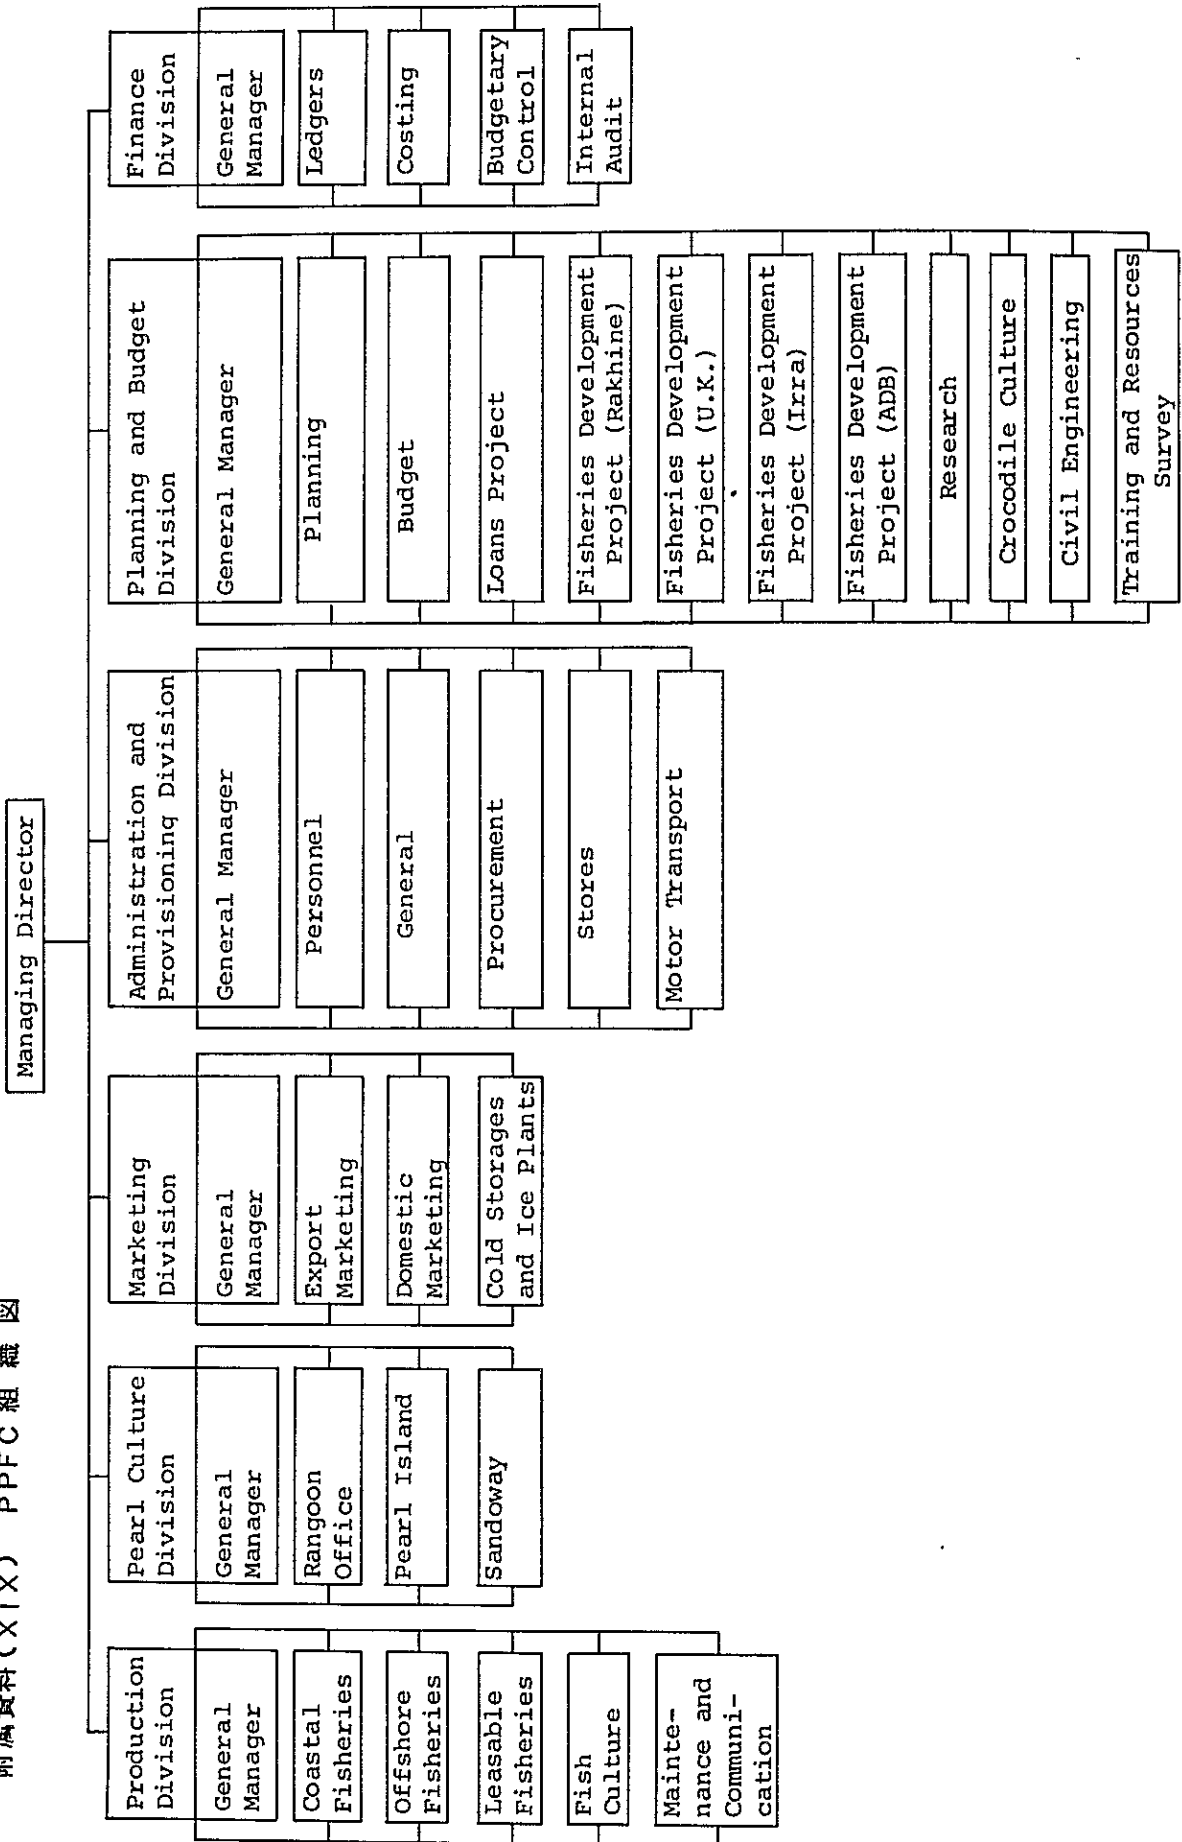 附属資料(XIX) PPFC組織図
Managing Director
Production
Division
General
Manager
Coastal
Fisheries
Offshore
Fisheries
Leasable
Fisheries
Fish
Culture
Mainte-
nance and
Communi-
cation
Pearl Culture
Division
General
Manager
Rangoon
Office
Pearl Island
Sandoway
Marketing
Division
General
Manager
Export
Marketing
Domestic
Marketing
Cold Storages
and Ice Plants
Administration and
Provisioning Division
General Manager
Personnel
General
Procurement
Stores
Motor Transport
Planning and Budget
Division
General Manager
Planning
Budget
Loans Project
Fisheries Development
Project (Rakhine)
Fisheries Development
Project (U.K.)
Fisheries Development
Project (Irra)
Fisheries Development
Project (ADB)
Research
Crocodile Culture
Civil Engineering
Training and Resources
Survey
Finance
Division
General
Manager
Ledgers
Costing
Budgetary
Control
Internal
Audit